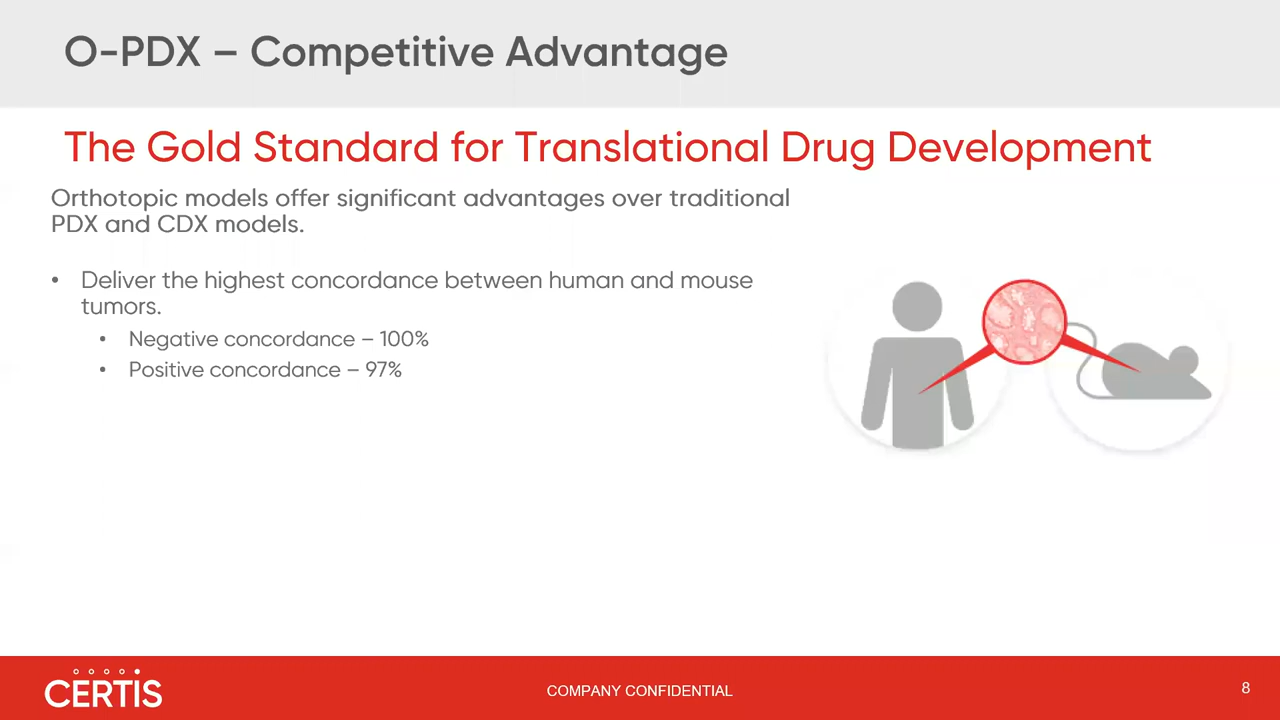 O-PDX – Competitive Advantage
The Gold Standard for Translational Drug Development
Orthotopic models offer significant advantages over traditional
PDX and CDX models.
• Deliver the highest concordance between human and mouse
tumors.
• Negative concordance – 100%
• Positive concordance – 97%
CERTIS
COMPANY CONFIDENTIAL
8